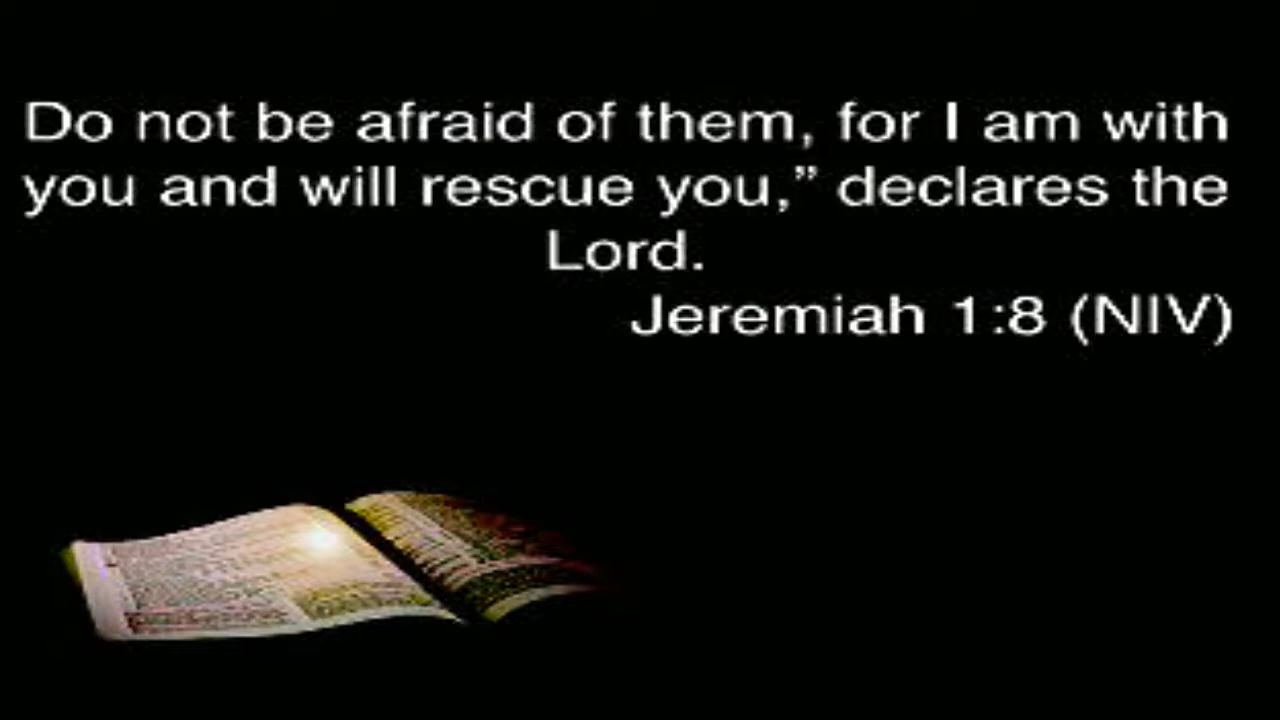 Do not be afraid of them, for I am with
you and will rescue you,” declares the
Lord.
Jeremiah 1:8 (NIV)